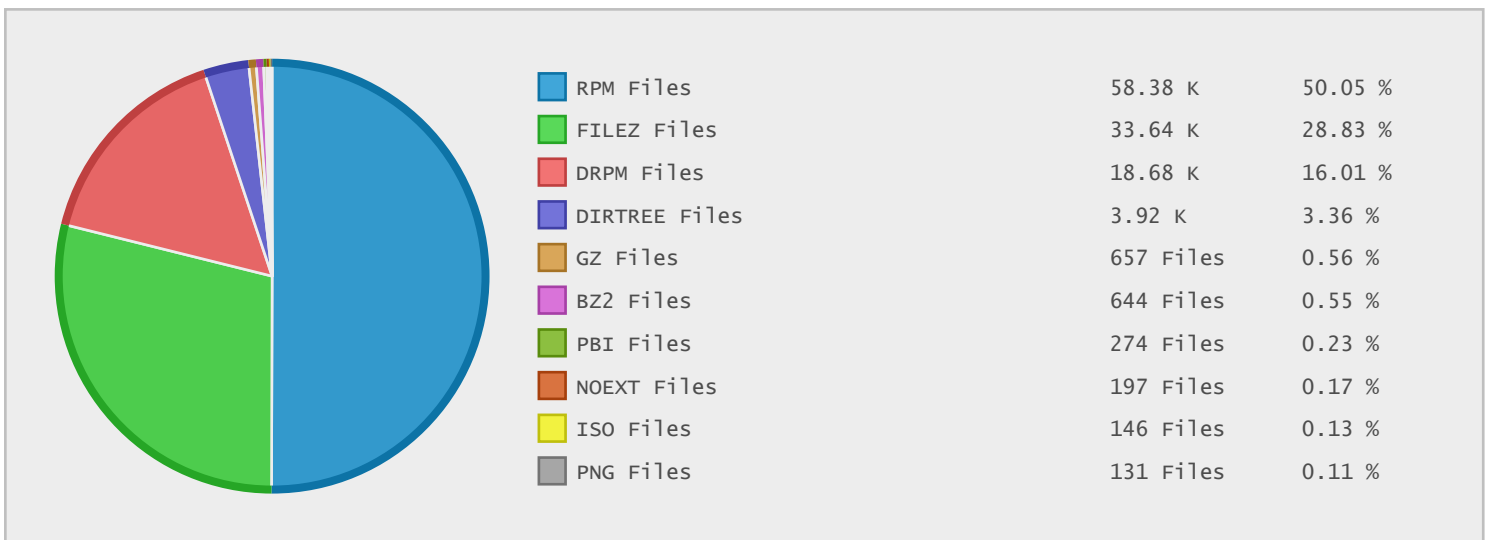 RPM Files 58.38 K 50.05 %
FILEZ Files 33.64 K 28.83 %
DRPM Files 18.68 K 16.01 %
DIRTREE Files 3.92 K 3.36 %
GZ Files 657 Files 0.56 %
BZ2 Files 644 Files 0.55 %
PBI Files 274 Files 0.23 %
NOEXT Files 197 Files 0.17 %
ISO Files 146 Files 0.13 %
PNG Files 131 Files 0.11 %